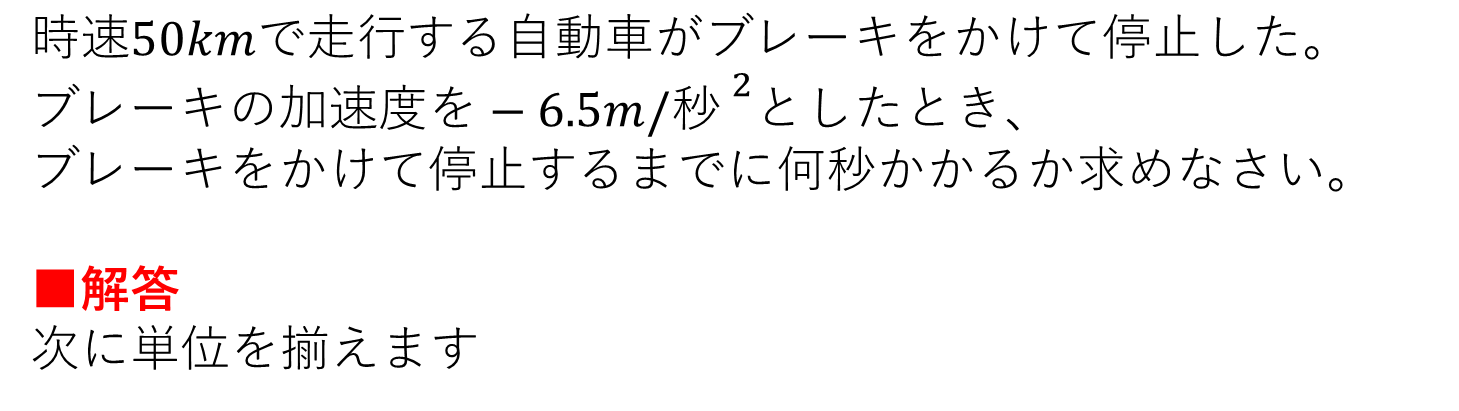 時速50kmで走行する自動車がブレーキをかけて停止した。
ブレーキの加速度を－6.5m/秒²としたとき、
ブレーキをかけて停止するまでに何秒かかるか求めなさい。
■解答
次に単位を揃えます